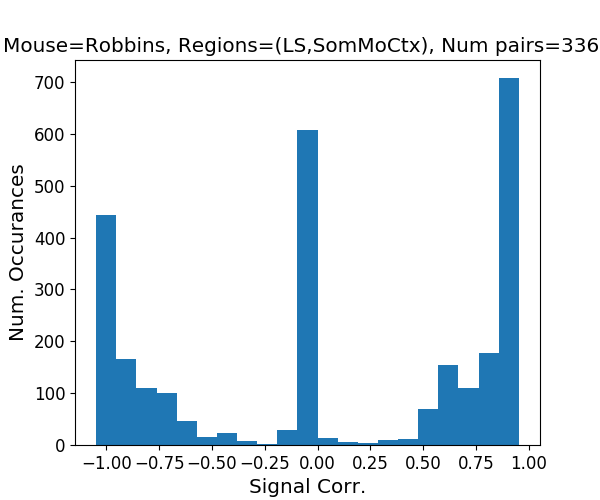 Mouse=Robbins, Regions=(LS,SomMoCtx), Num pairs=336
700
600
500
400
300
200
100
0
Num. Occurances
−1.00 −0.75 −0.50 −0.25 0.00 0.25 0.50 0.75 1.00
Signal Corr.